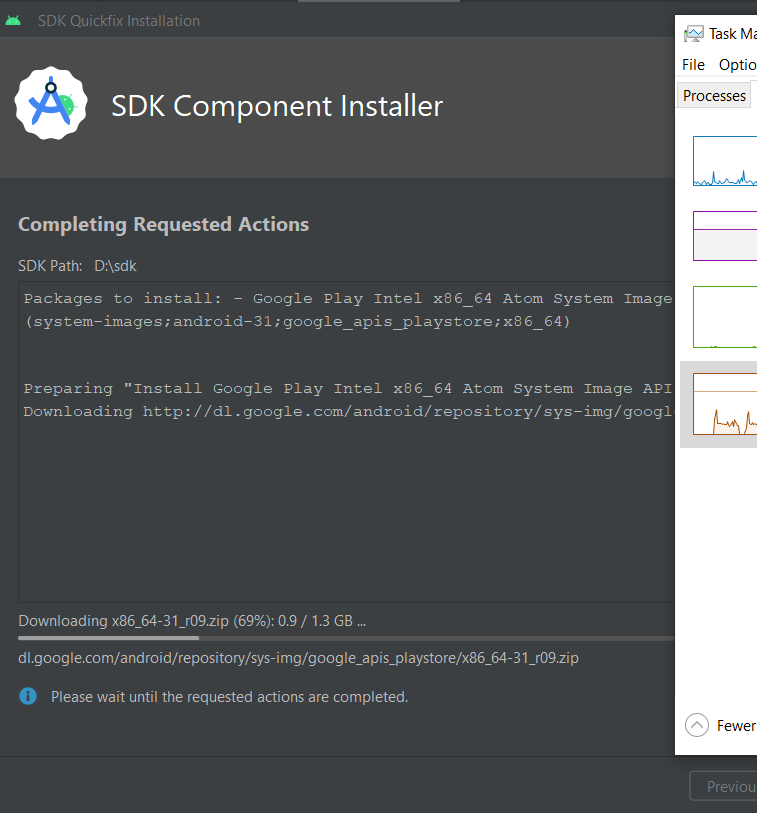 SDK Quickfix Installation
SDK Component Installer
Completing Requested Actions
SDK Path: D:\sdk
Packages to install: - Google Play Intel x86_64 Atom System Image
(system-images;android-31;google_apis_playstore;x86_64)
Preparing "Install Google Play Intel x86_64 Atom System Image API
Downloading http://dl.google.com/android/repository/sys-img/googl
Downloading x86_64-31_r09.zip (69%): 0.9 / 1.3 GB ...
dl.google.com/android/repository/sys-img/google_apis_playstore/x86_64-31_r09.zip
Please wait until the requested actions are completed.
Previou
Task Ma
File Optio
Processes
Fewer